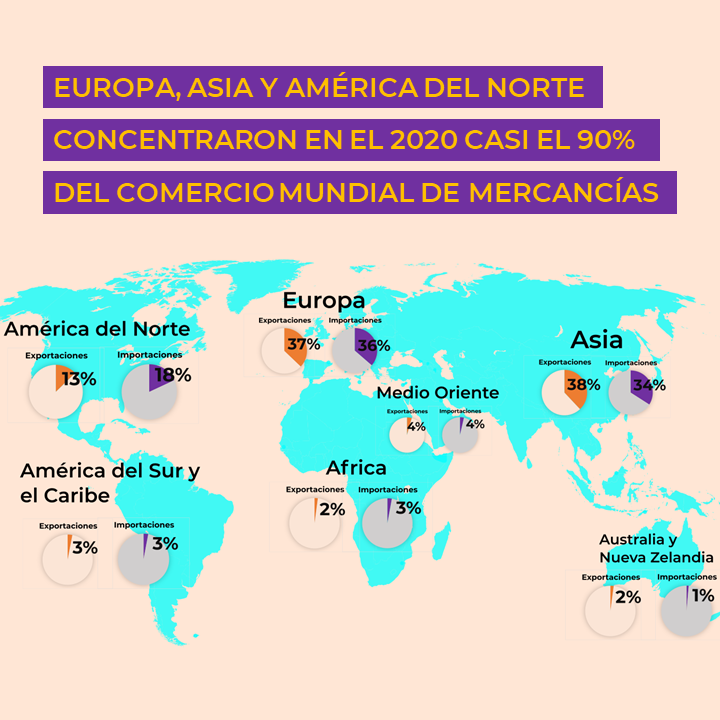 EUROPA, ASIA Y AMÉRICA DEL NORTE
CONCENTRARON EN EL 2020 CASI EL 90%
DEL COMERCIO MUNDIAL DE MERCANCÍAS
América del Norte
Exportaciones
Importaciones
13%
18%
Europa
Exportaciones
Importaciones
37%
36%
Asia
Exportaciones
Importaciones
38%
34%
Medio Oriente
Exportaciones
Importaciones
4%
4%
América del Sur y
el Caribe
Exportaciones
Importaciones
3%
3%
Africa
Exportaciones
Importaciones
2%
3%
Australia y
Nueva Zelandia
Exportaciones
Importaciones
2%
1%